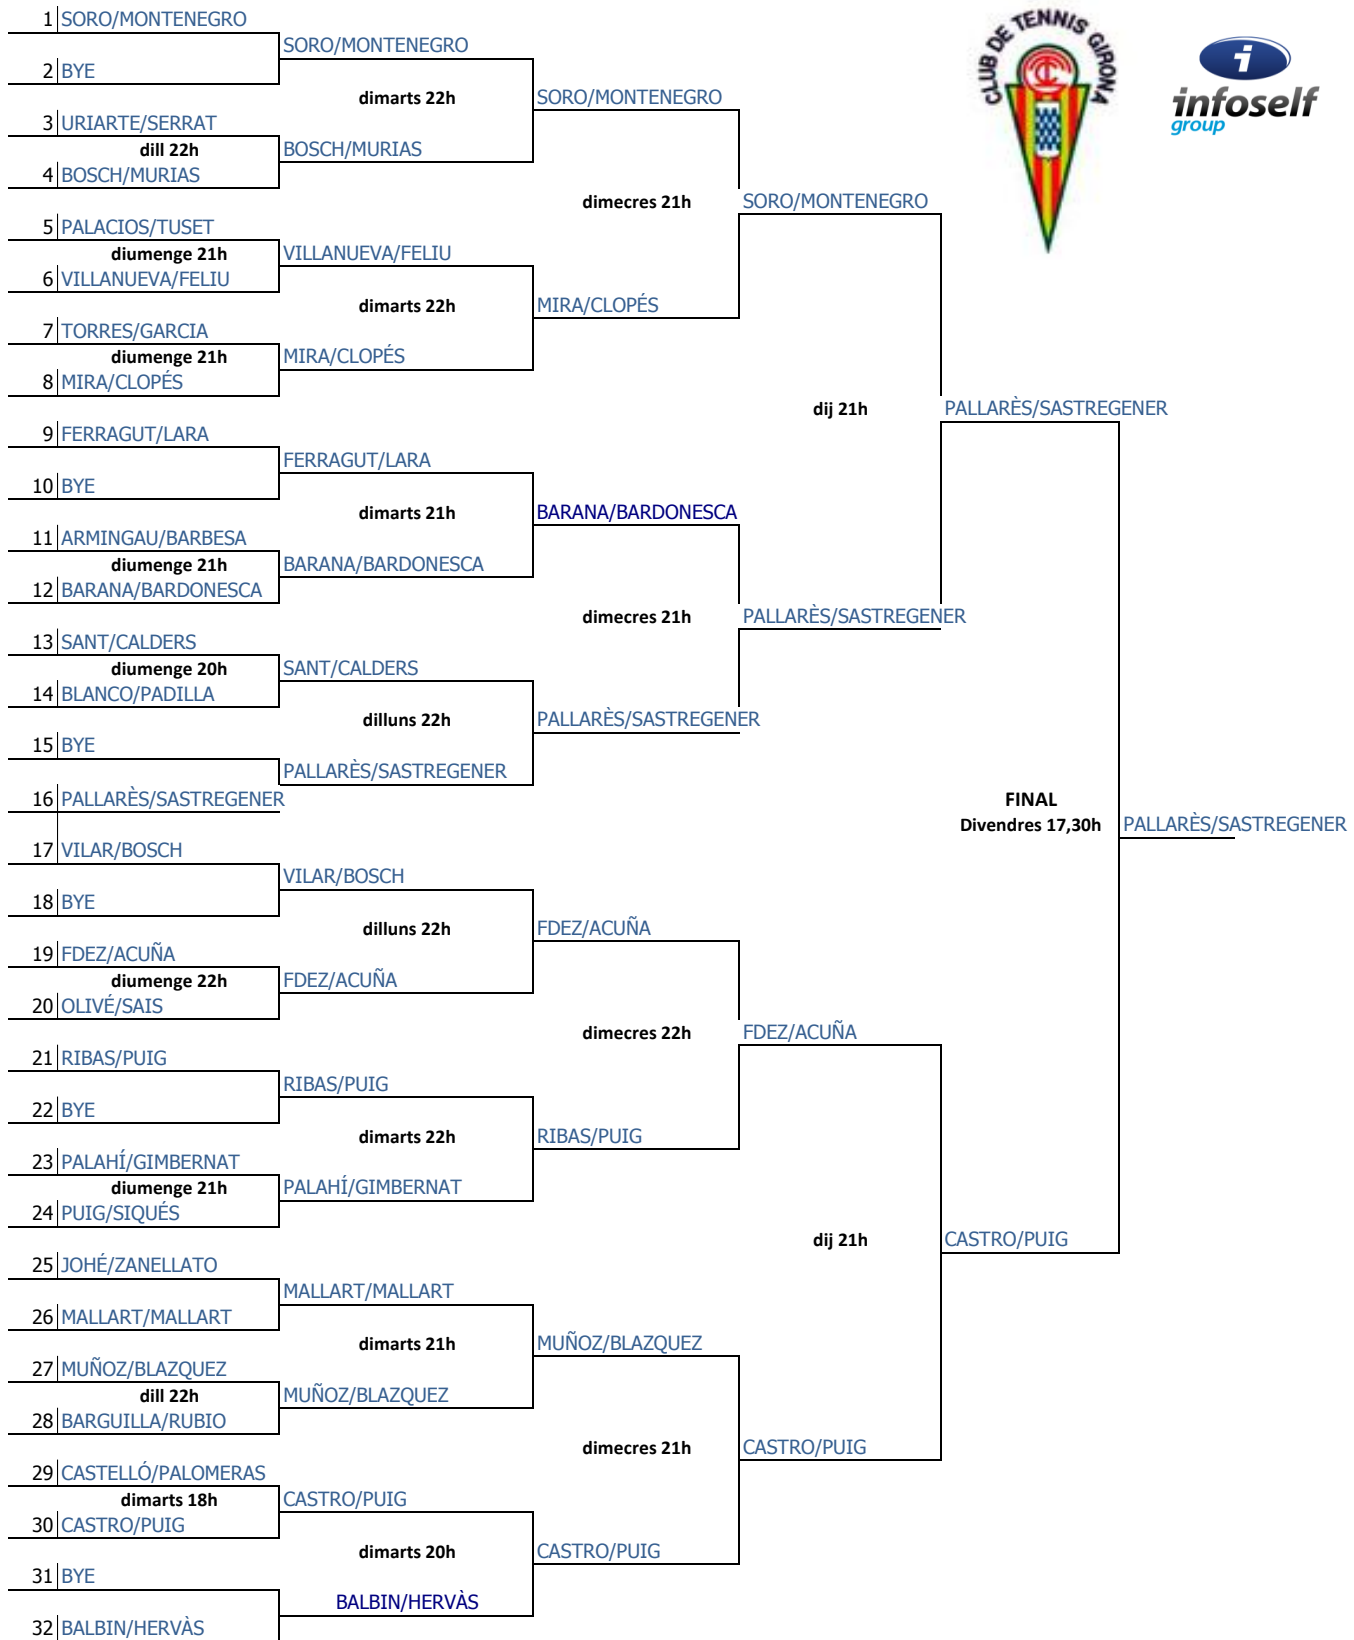 1 SORO/MONTENEGRO
SORO/MONTENEGRO
2 BYE
dimarts 22h
SORO/MONTENEGRO
3 URIARTE/SERRAT
dill 22h
BOSCH/MURIAS
4 BOSCH/MURIAS
dimecres 21h
SORO/MONTENEGRO
5 PALACIOS/TUSET
diumenge 21h
VILLANUEVA/FELIU
6 VILLANUEVA/FELIU
dimarts 22h
MIRA/CLOPÉS
7 TORRES/GARCIA
diumenge 21h
MIRA/CLOPÉS
8 MIRA/CLOPÉS
dij 21h
PALLARÈS/SASTREGENER
9 FERRAGUT/LARA
FERRAGUT/LARA
10 BYE
dimarts 21h
BARANA/BARDONESCA
11 ARMINGAU/BARBESA
diumenge 21h
BARANA/BARDONESCA
12 BARANA/BARDONESCA
dimecres 21h
PALLARÈS/SASTREGENER
13 SANT/CALDERS
diumenge 20h
SANT/CALDERS
14 BLANCO/PADILLA
dilluns 22h
PALLARÈS/SASTREGENER
15 BYE
PALLARÈS/SASTREGENER
16 PALLARÈS/SASTREGENER
FINAL
Divendres 17,30h
PALLARÈS/SASTREGENER
17 VILAR/BOSCH
VILAR/BOSCH
18 BYE
dilluns 22h
FDEZ/ACUÑA
19 FDEZ/ACUÑA
diumenge 22h
FDEZ/ACUÑA
20 OLIVÉ/SAIS
dimecres 22h
FDEZ/ACUÑA
21 RIBAS/PUIG
RIBAS/PUIG
22 BYE
dimarts 22h
RIBAS/PUIG
23 PALAHÍ/GIMBERNAT
diumenge 21h
PALAHÍ/GIMBERNAT
24 PUIG/SIQUÉS
dij 21h
CASTRO/PUIG
25 JOHÉ/ZANELLATO
MALLART/MALLART
26 MALLART/MALLART
dimarts 21h
MUÑOZ/BLAZQUEZ
27 MUÑOZ/BLAZQUEZ
dill 22h
MUÑOZ/BLAZQUEZ
28 BARGUILLA/RUBIO
dimecres 21h
CASTRO/PUIG
29 CASTELLÓ/PALOMERAS
dimarts 18h
CASTRO/PUIG
30 CASTRO/PUIG
dimarts 20h
CASTRO/PUIG
31 BYE
BALBIN/HERVÀS
32 BALBIN/HERVÀS
CLUB DE TENNIS GIRONA
infoself
group